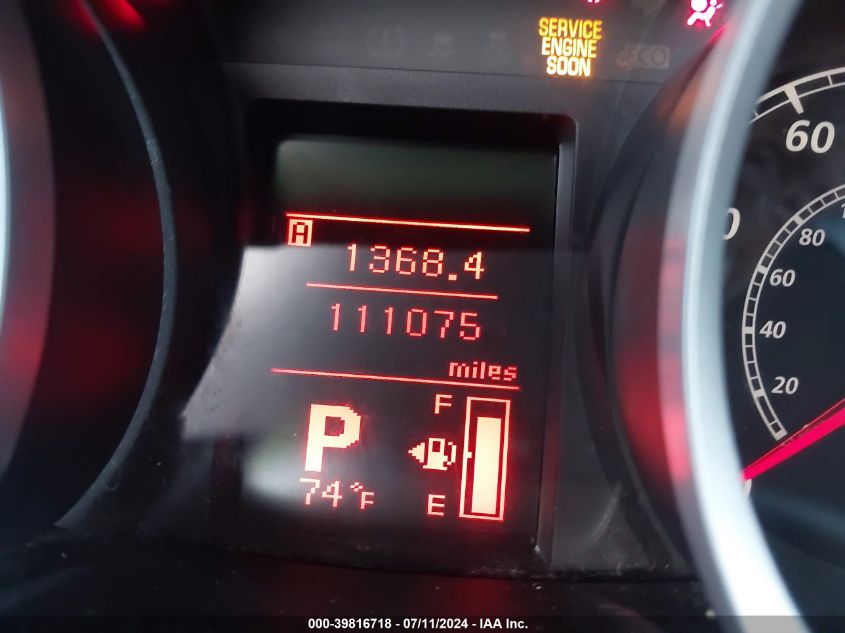 SERVICE
ENGINE
SOON
ECO
A
1368.4
111075
miles
P
74°F
F
E
60
80
60
40
20
000-39816718 - 07/11/2024 - IAA Inc.